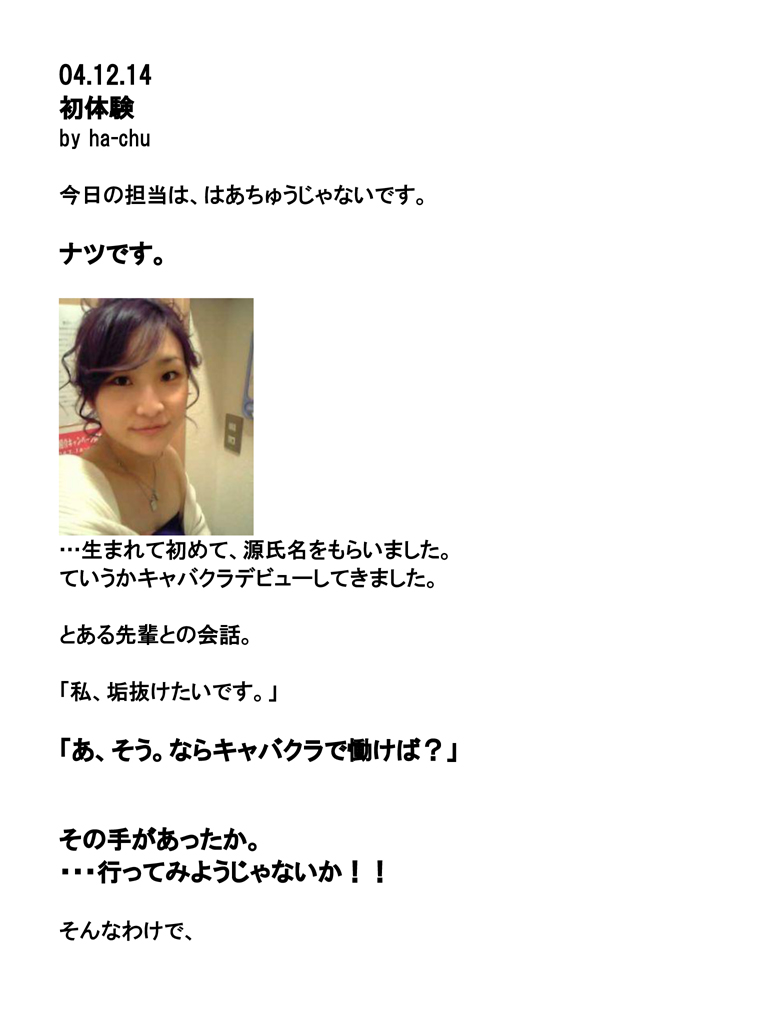 04.12.14
初体験
by ha-chu
今日の担当は、はあちゅうじゃないです。
ナツです。
…生まれて初めて、源氏名をもらいました。
ていうかキャバクラデビューしてきました。
とある先輩との会話。
「私、垢抜けたいです。」
「あ、そう。ならキャバクラで働けば？」
その手があったか。
・・・行ってみようじゃないか！！
そんなわけで、